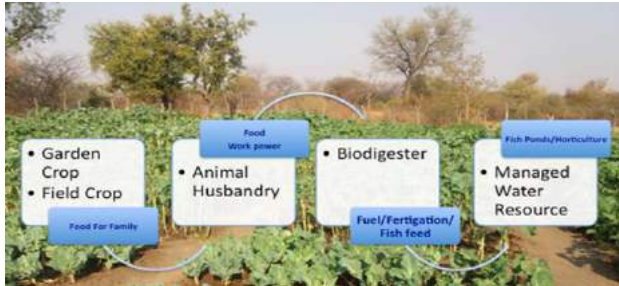 • Garden
Crop
• Field Crop
Food For Family
Food
Work power
• Animal
Husbandry
• Biodigester
Fuel/Fertigation/
Fish feed
Fich Ponds/Horticulture
• Managed
Water
Resource